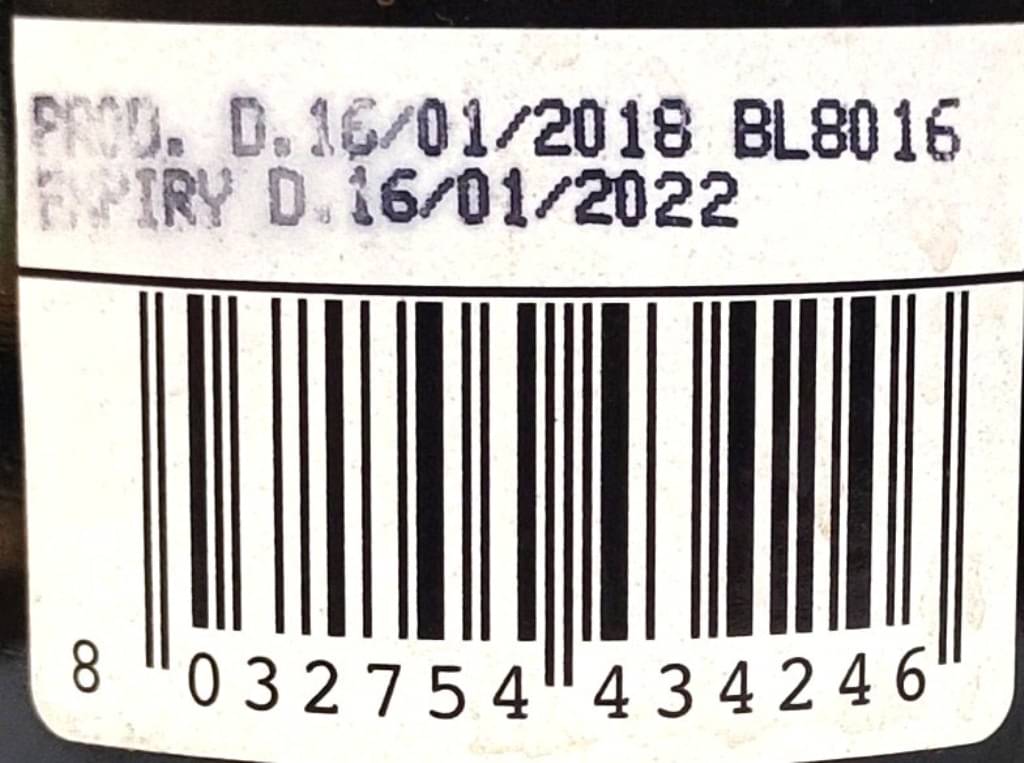 PROD. D.16/01/2018 BL8016
EXPIRY D.16/01/2022
8 032754 434246